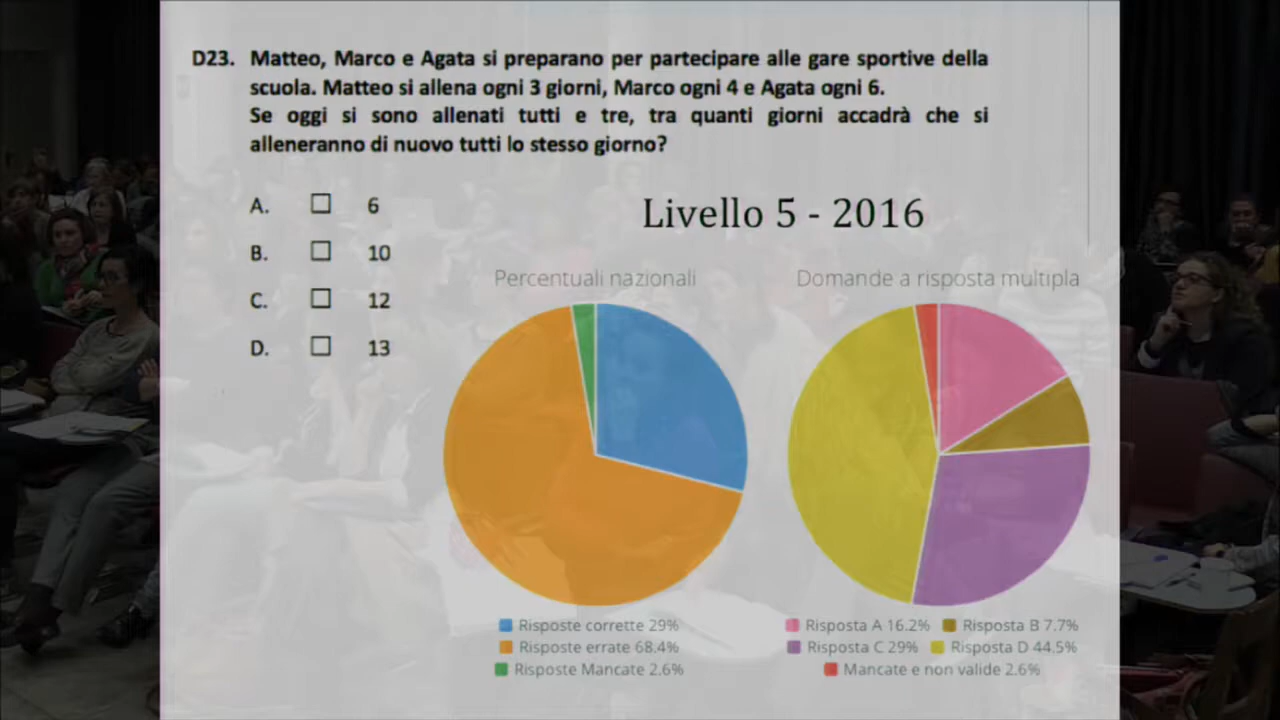 D23. Matteo, Marco e Agata si preparano per partecipare alle gare sportive della
scuola. Matteo si allena ogni 3 giorni, Marco ogni 4 e Agata ogni 6.
Se oggi si sono allenati tutti e tre, tra quanti giorni accadrà che si
alleneranno di nuovo tutti lo stesso giorno?
A. 6
B. 10
C. 12
D. 13
Livello 5 - 2016
Percentuali nazionali
Risposte corrette 29%
Risposte errate 68.4%
Risposte Mancate 2.6%
Domande a risposta multipla
Risposta A 16.2% Risposta B 7.7%
Risposta C 29% Risposta D 44.5%
Mancate e non valide 2.6%